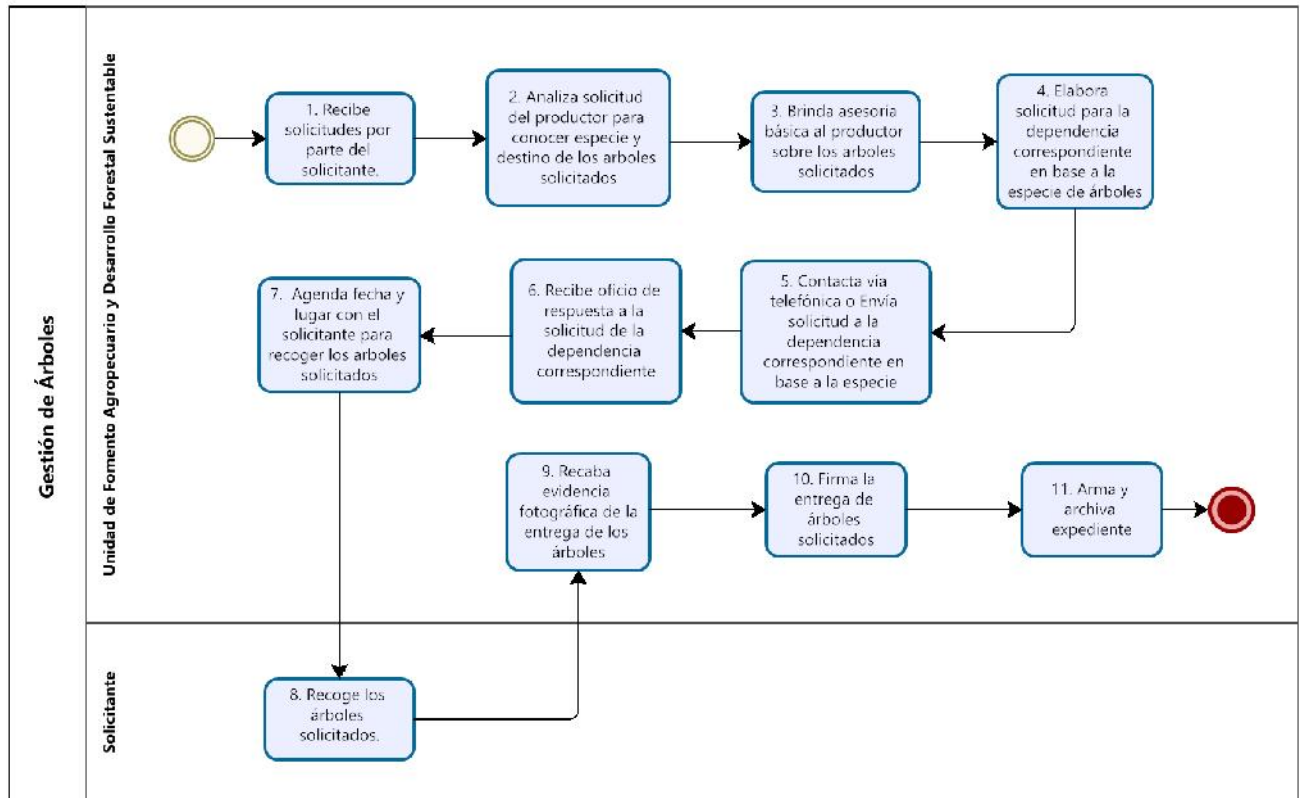 Gestión de Árboles
Unidad de Fomento Agropecuario y Desarrollo Forestal Sustentable
1. Recibe
solicitudes por
parte del
solicitante.
2. Analiza solicitud
del productor para
conocer especie y
destino de los arboles
solicitados
3. Brinda asesoría
básica al productor
sobre los arboles
solicitados
4. Elabora
solicitud para la
dependencia
correspondiente
en base a la
especie de árboles
5. Contacta vía
telefónica o Envía
solicitud a la
dependencia
correspondiente en
base a la especie
6. Recibe oficio de
respuesta a la
solicitud de la
dependencia
correspondiente
7. Agenda fecha y
lugar con el
solicitante para
recoger los arboles
solicitados
Solicitante
8. Recoge los
árboles
solicitados.
9. Recaba
evidencia
fotográfica de la
entrega de los
árboles
10. Firma la
entrega de
árboles
solicitados
11. Arma y
archiva
expediente